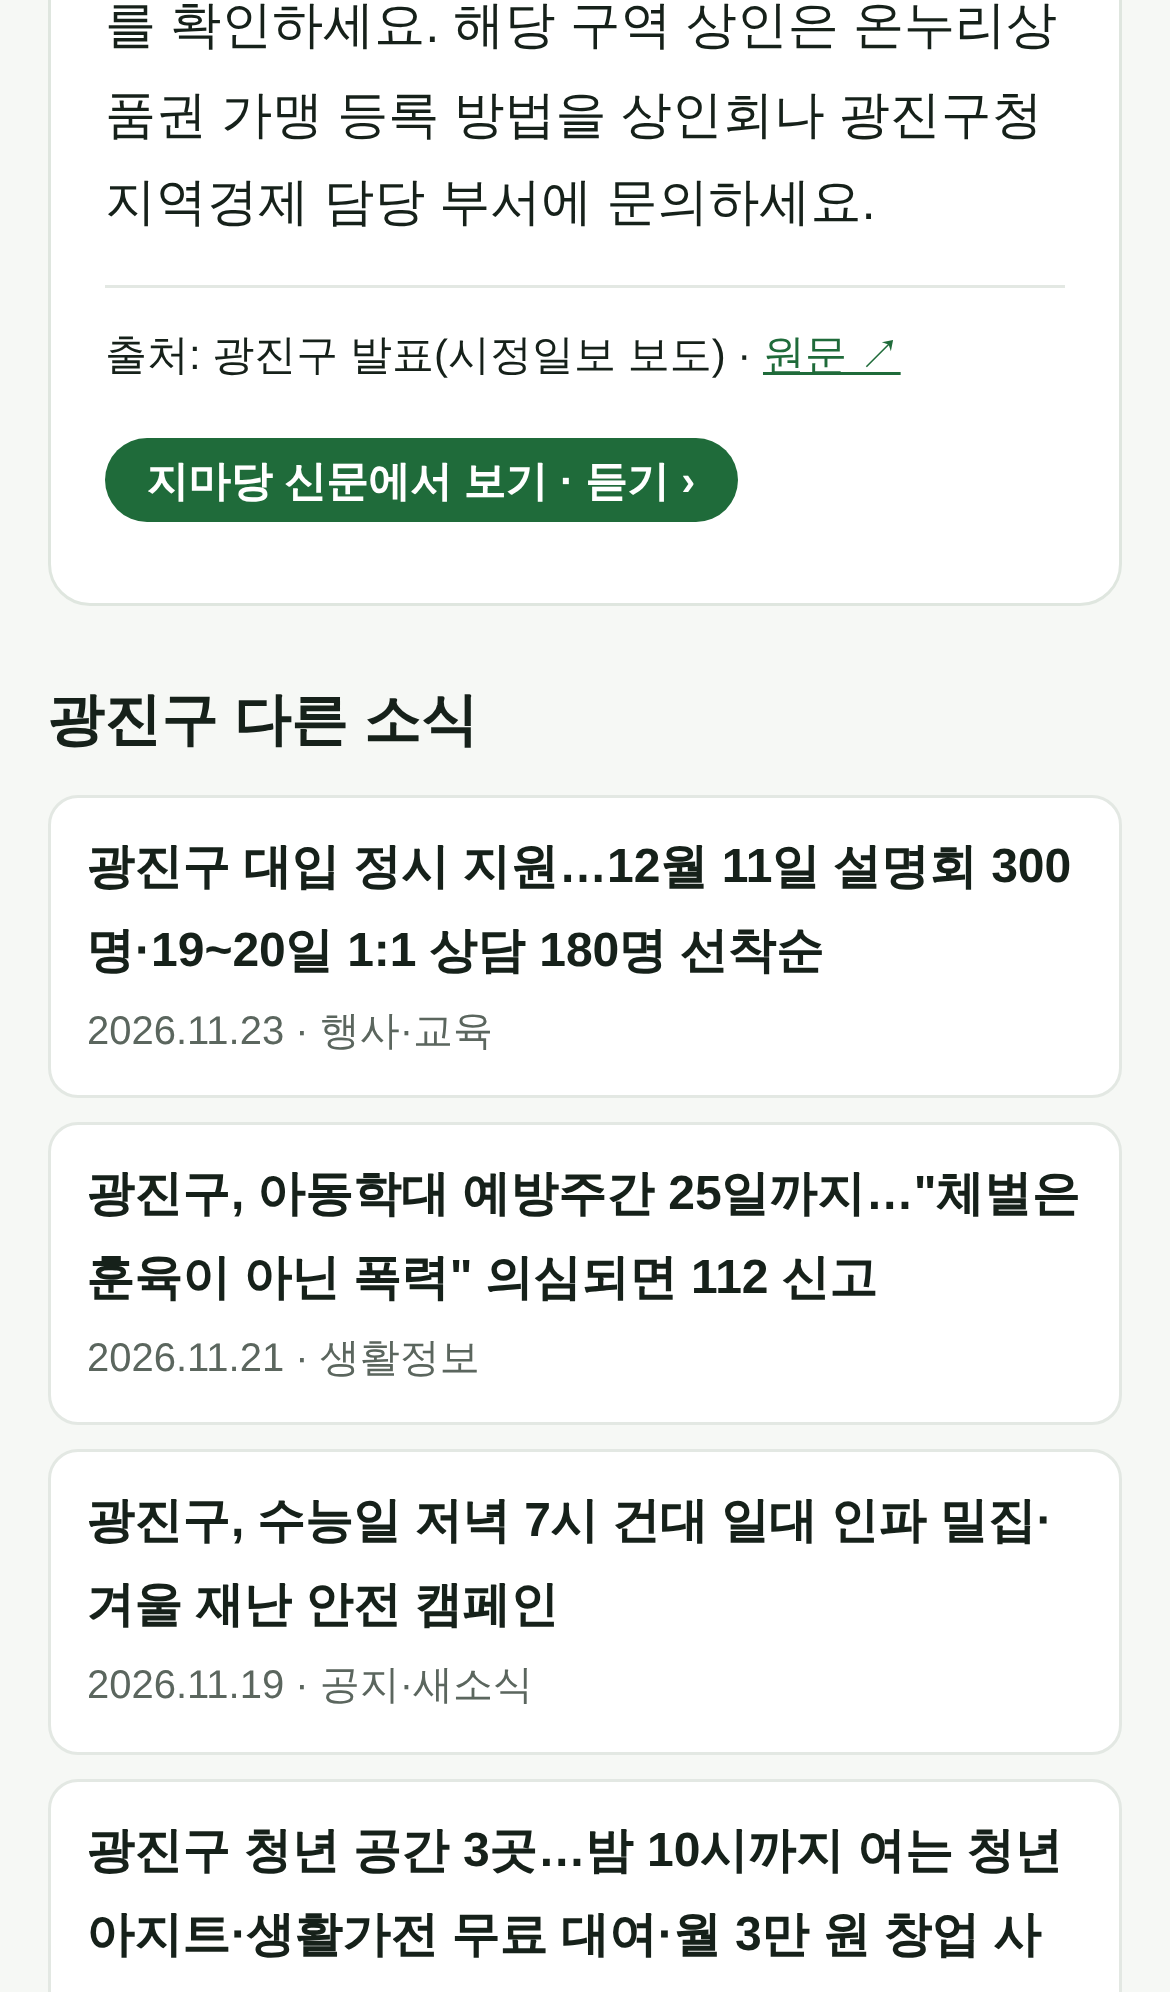 를 확인하세요. 해당 구역 상인은 온누리상
품권 가맹 등록 방법을 상인회나 광진구청
지역경제 담당 부서에 문의하세요.
출처: 광진구 발표(시정일보 보도) · 원문 ↗
지마당 신문에서 보기 · 듣기 ›
광진구 다른 소식
광진구 대입 정시 지원…12월 11일 설명회 300
명·19~20일 1:1 상담 180명 선착순
2026.11.23 · 행사·교육
광진구, 아동학대 예방주간 25일까지…"체벌은
훈육이 아닌 폭력" 의심되면 112 신고
2026.11.21 · 생활정보
광진구, 수능일 저녁 7시 건대 일대 인파 밀집·
겨울 재난 안전 캠페인
2026.11.19 · 공지·새소식
광진구 청년 공간 3곳…밤 10시까지 여는 청년
아지트·생활가전 무료 대여·월 3만 원 창업 사